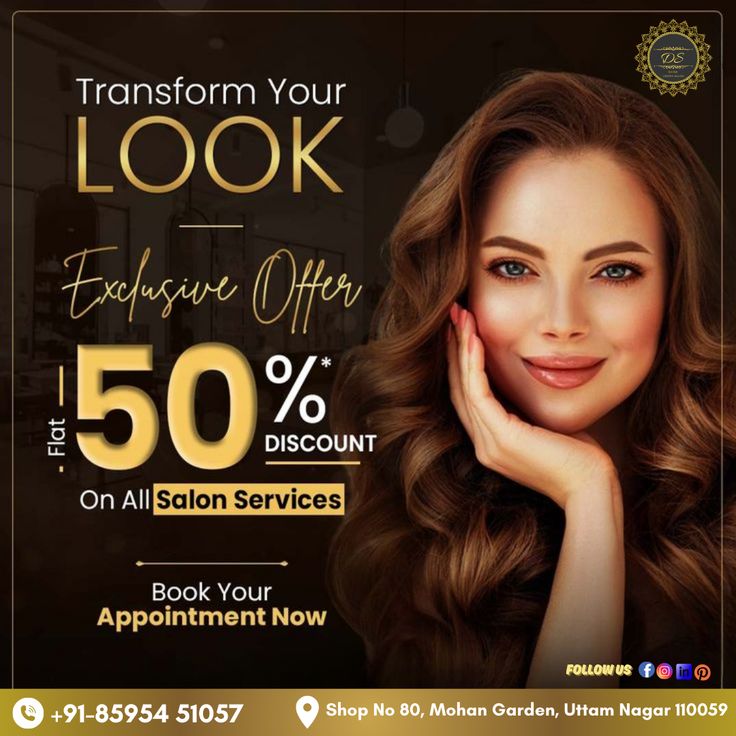 DS
Transform Your
LOOK
Exclusive Offer
Flat
50%*
DISCOUNT
On All Salon Services
Book Your
Appointment Now
FOLLOW US
+91-85954 51057
Shop No 80, Mohan Garden, Uttam Nagar 110059